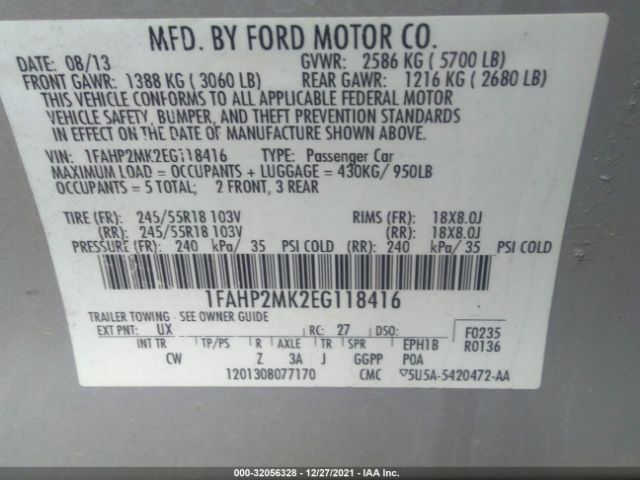 MFD. BY FORD MOTOR CO.
DATE: 08/13 GVWR: 2586 KG ( 5700 LB)
FRONT GAWR: 1388 KG ( 3060 LB) REAR GAWR: 1216 KG ( 2680 LB)
THIS VEHICLE CONFORMS TO ALL APPLICABLE FEDERAL MOTOR
VEHICLE SAFETY, BUMPER, AND THEFT PREVENTION STANDARDS
IN EFFECT ON THE DATE OF MANUFACTURE SHOWN ABOVE.
VIN: 1FAHP2MK2EG118416 TYPE: Passenger Car
MAXIMUM LOAD = OCCUPANTS + LUGGAGE = 430KG/ 950LB
OCCUPANTS = 5 TOTAL; 2 FRONT, 3 REAR
TIRE (FR): 245/55R18 103V RIMS (FR): 18X8.0J
(RR): 245/55R18 103V (RR): 18X8.0J
PRESSURE (FR): 240 kPa/ 35 PSI COLD (RR): 240 kPa/ 35 PSI COLD
1FAHP2MK2EG118416
TRAILER TOWING - SEE OWNER GUIDE
EXT PNT: UX RC: 27 DSO: F0235
INT TR TP/PS R AXLE TR SPR EPH1B R0136
CW Z 3A J GGPP P0A
1201308077170 CMC ▽5U5A-5420472-AA
000-32056328 - 12/27/2021 - IAA Inc.